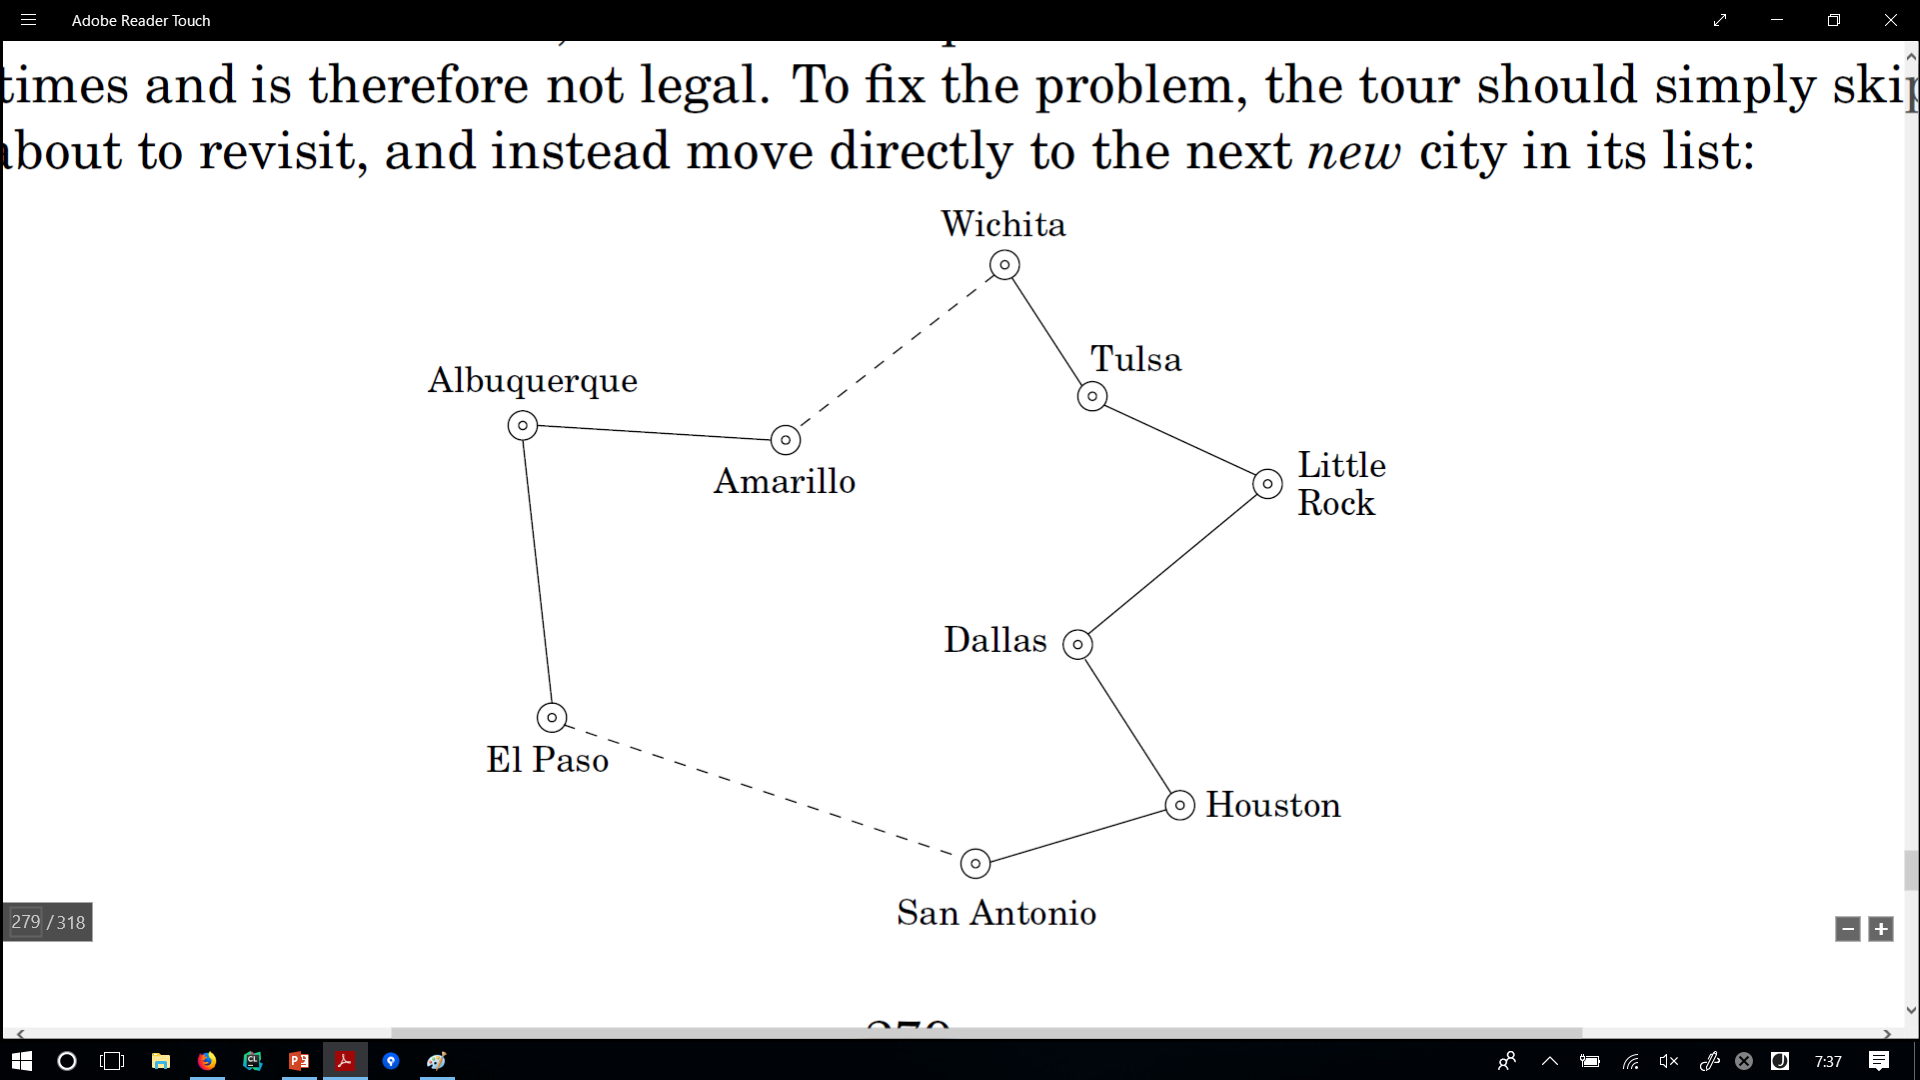 Adobe Reader Touch
times and is therefore not legal. To fix the problem, the tour should simply skip
about to revisit, and instead move directly to the next new city in its list:
Wichita
Tulsa
Albuquerque
Amarillo
Little
Rock
Dallas
El Paso
Houston
San Antonio
279 / 318
7:37